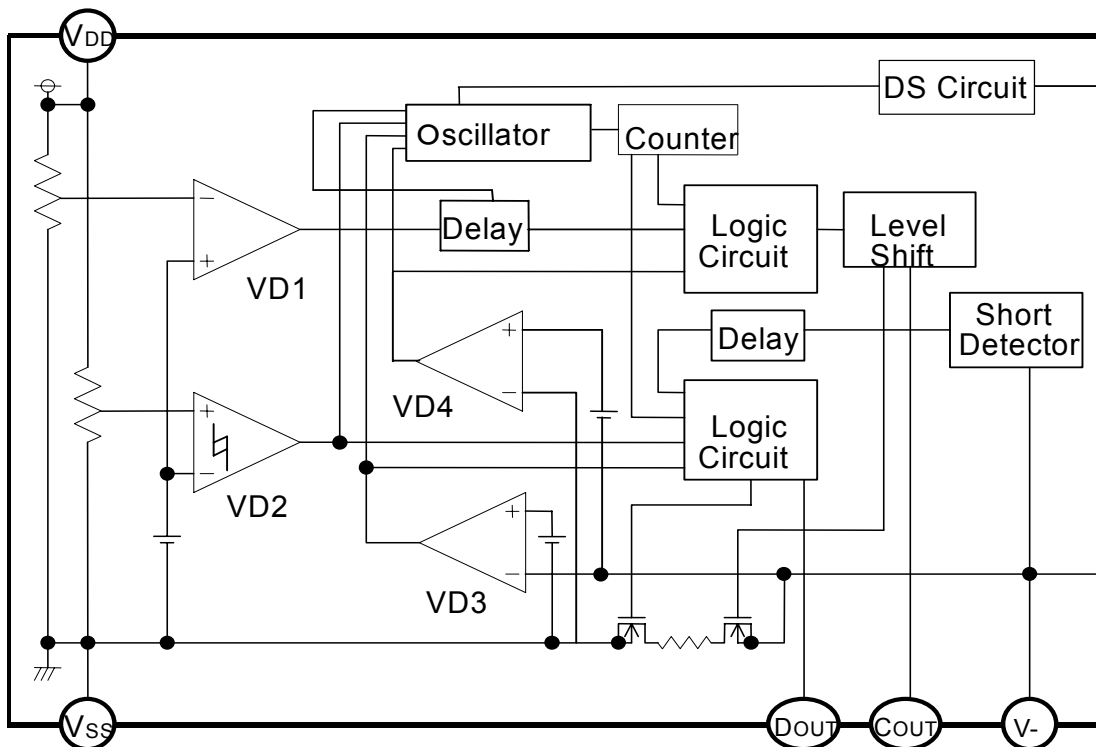 VDD
DS Circuit
Oscillator
Counter
−
Delay
Logic
Circuit
Level
Shift
+
VD1
+
Delay
Short
Detector
−
VD4
+
−
VD2
Logic
Circuit
+
−
VD3
VSS
DOUT
COUT
V-